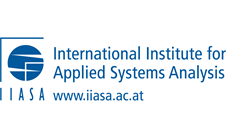 International Institute for
Applied Systems Analysis
IIASA www.iiasa.ac.at